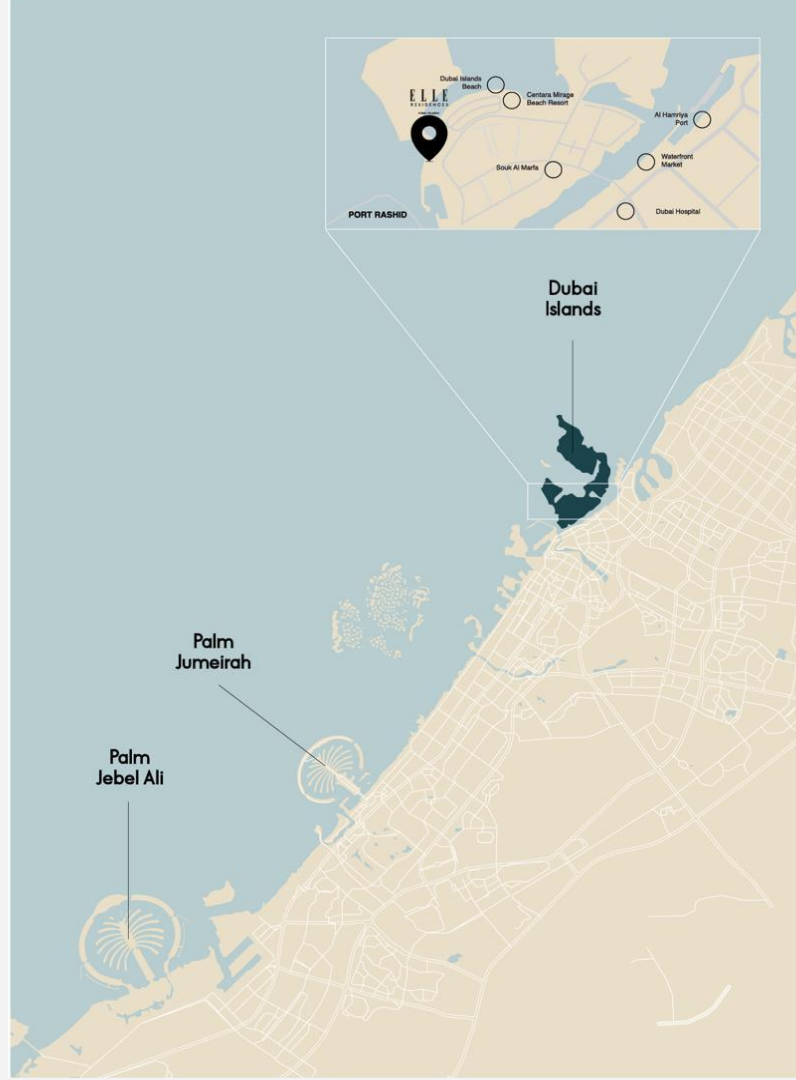 Dubai Islands
Beach
ELLE
RESIDENCES
Centara Mirage
Beach Resort
Al Hamriya
Port
Souk Al Marfa
Waterfront
Market
PORT RASHID
Dubai Hospital
Dubai
Islands
Palm
Jumeirah
Palm
Jebel Ali